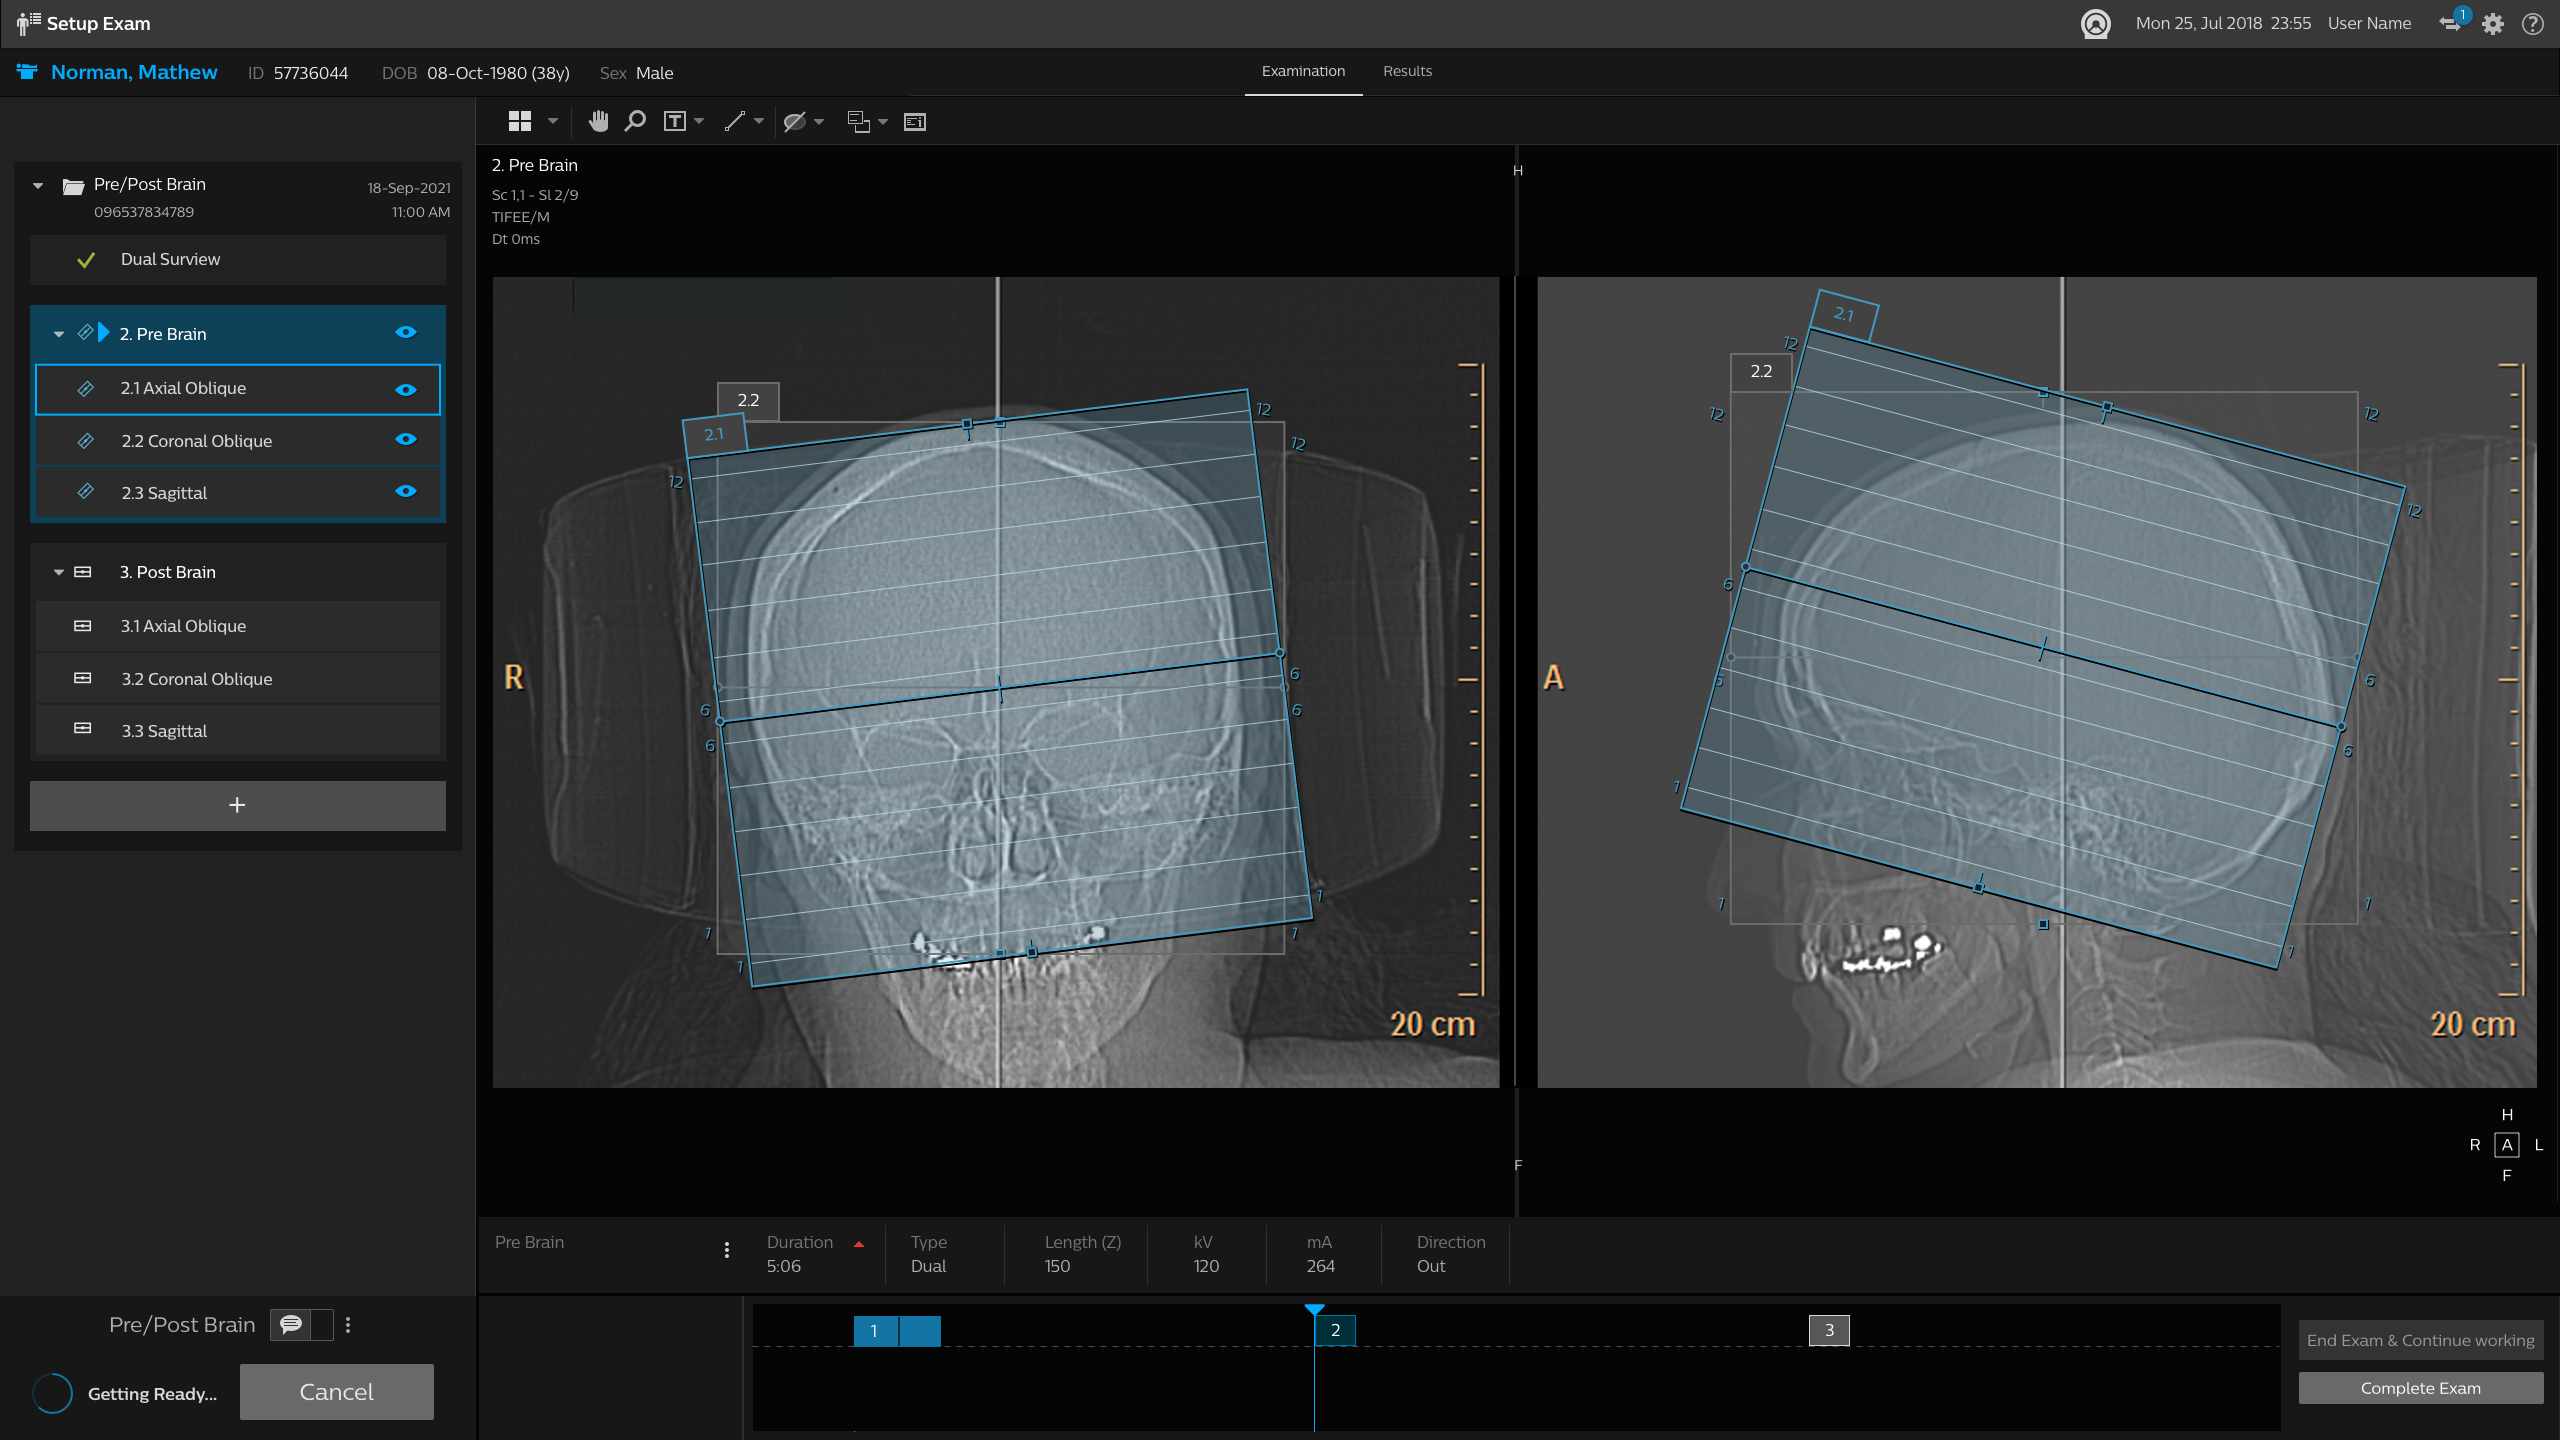 Setup Exam
Mon 25, Jul 2018 23:55 User Name 1
Norman, Mathew ID 57736044 DOB 08-Oct-1980 (38y) Sex Male
Examination Results
T
Pre/Post Brain 18-Sep-2021
096537834789 11:00 AM
Dual Surview
2. Pre Brain
2.1 Axial Oblique
2.2 Coronal Oblique
2.3 Sagittal
3. Post Brain
3.1 Axial Oblique
3.2 Coronal Oblique
3.3 Sagittal
+
2. Pre Brain
Sc 1,1 - Sl 2/9
TIFEE/M
Dt 0ms
H
2.2
2.1
12
12
12
R
6
6
6
6
1
1
1
1
20 cm
2.1
2.2
12
12
12
12
A
6
6
6
1
1
1
1
20 cm
H
R A L
F
F
Pre Brain
Duration
5:06
Type
Dual
Length (Z)
150
kV
120
mA
264
Direction
Out
Pre/Post Brain
Getting Ready...
Cancel
1
2
3
End Exam & Continue working
Complete Exam